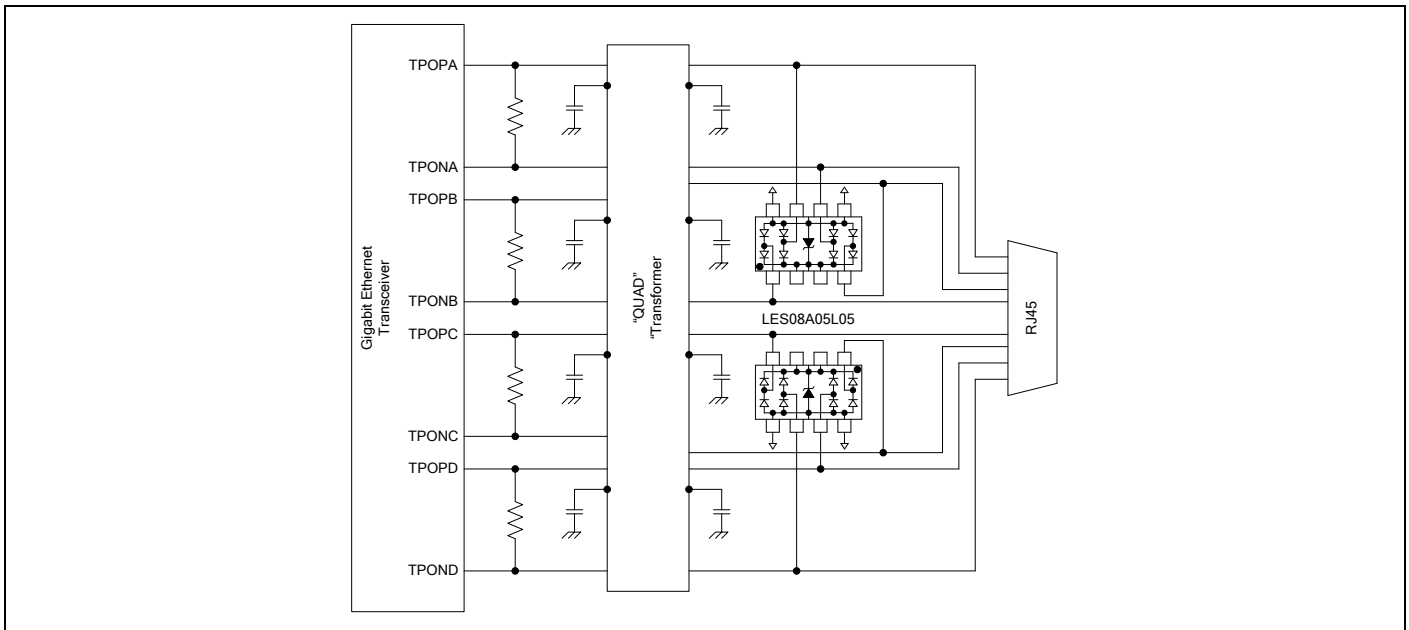 TPOPA
TPONA
TPOPB
TPONB
TPOPC
TPONC
TPOPD
TPOND
Gigabit Ethernet
Transceiver
"QUAD"
"Transformer
LES08A05L05
RJ45